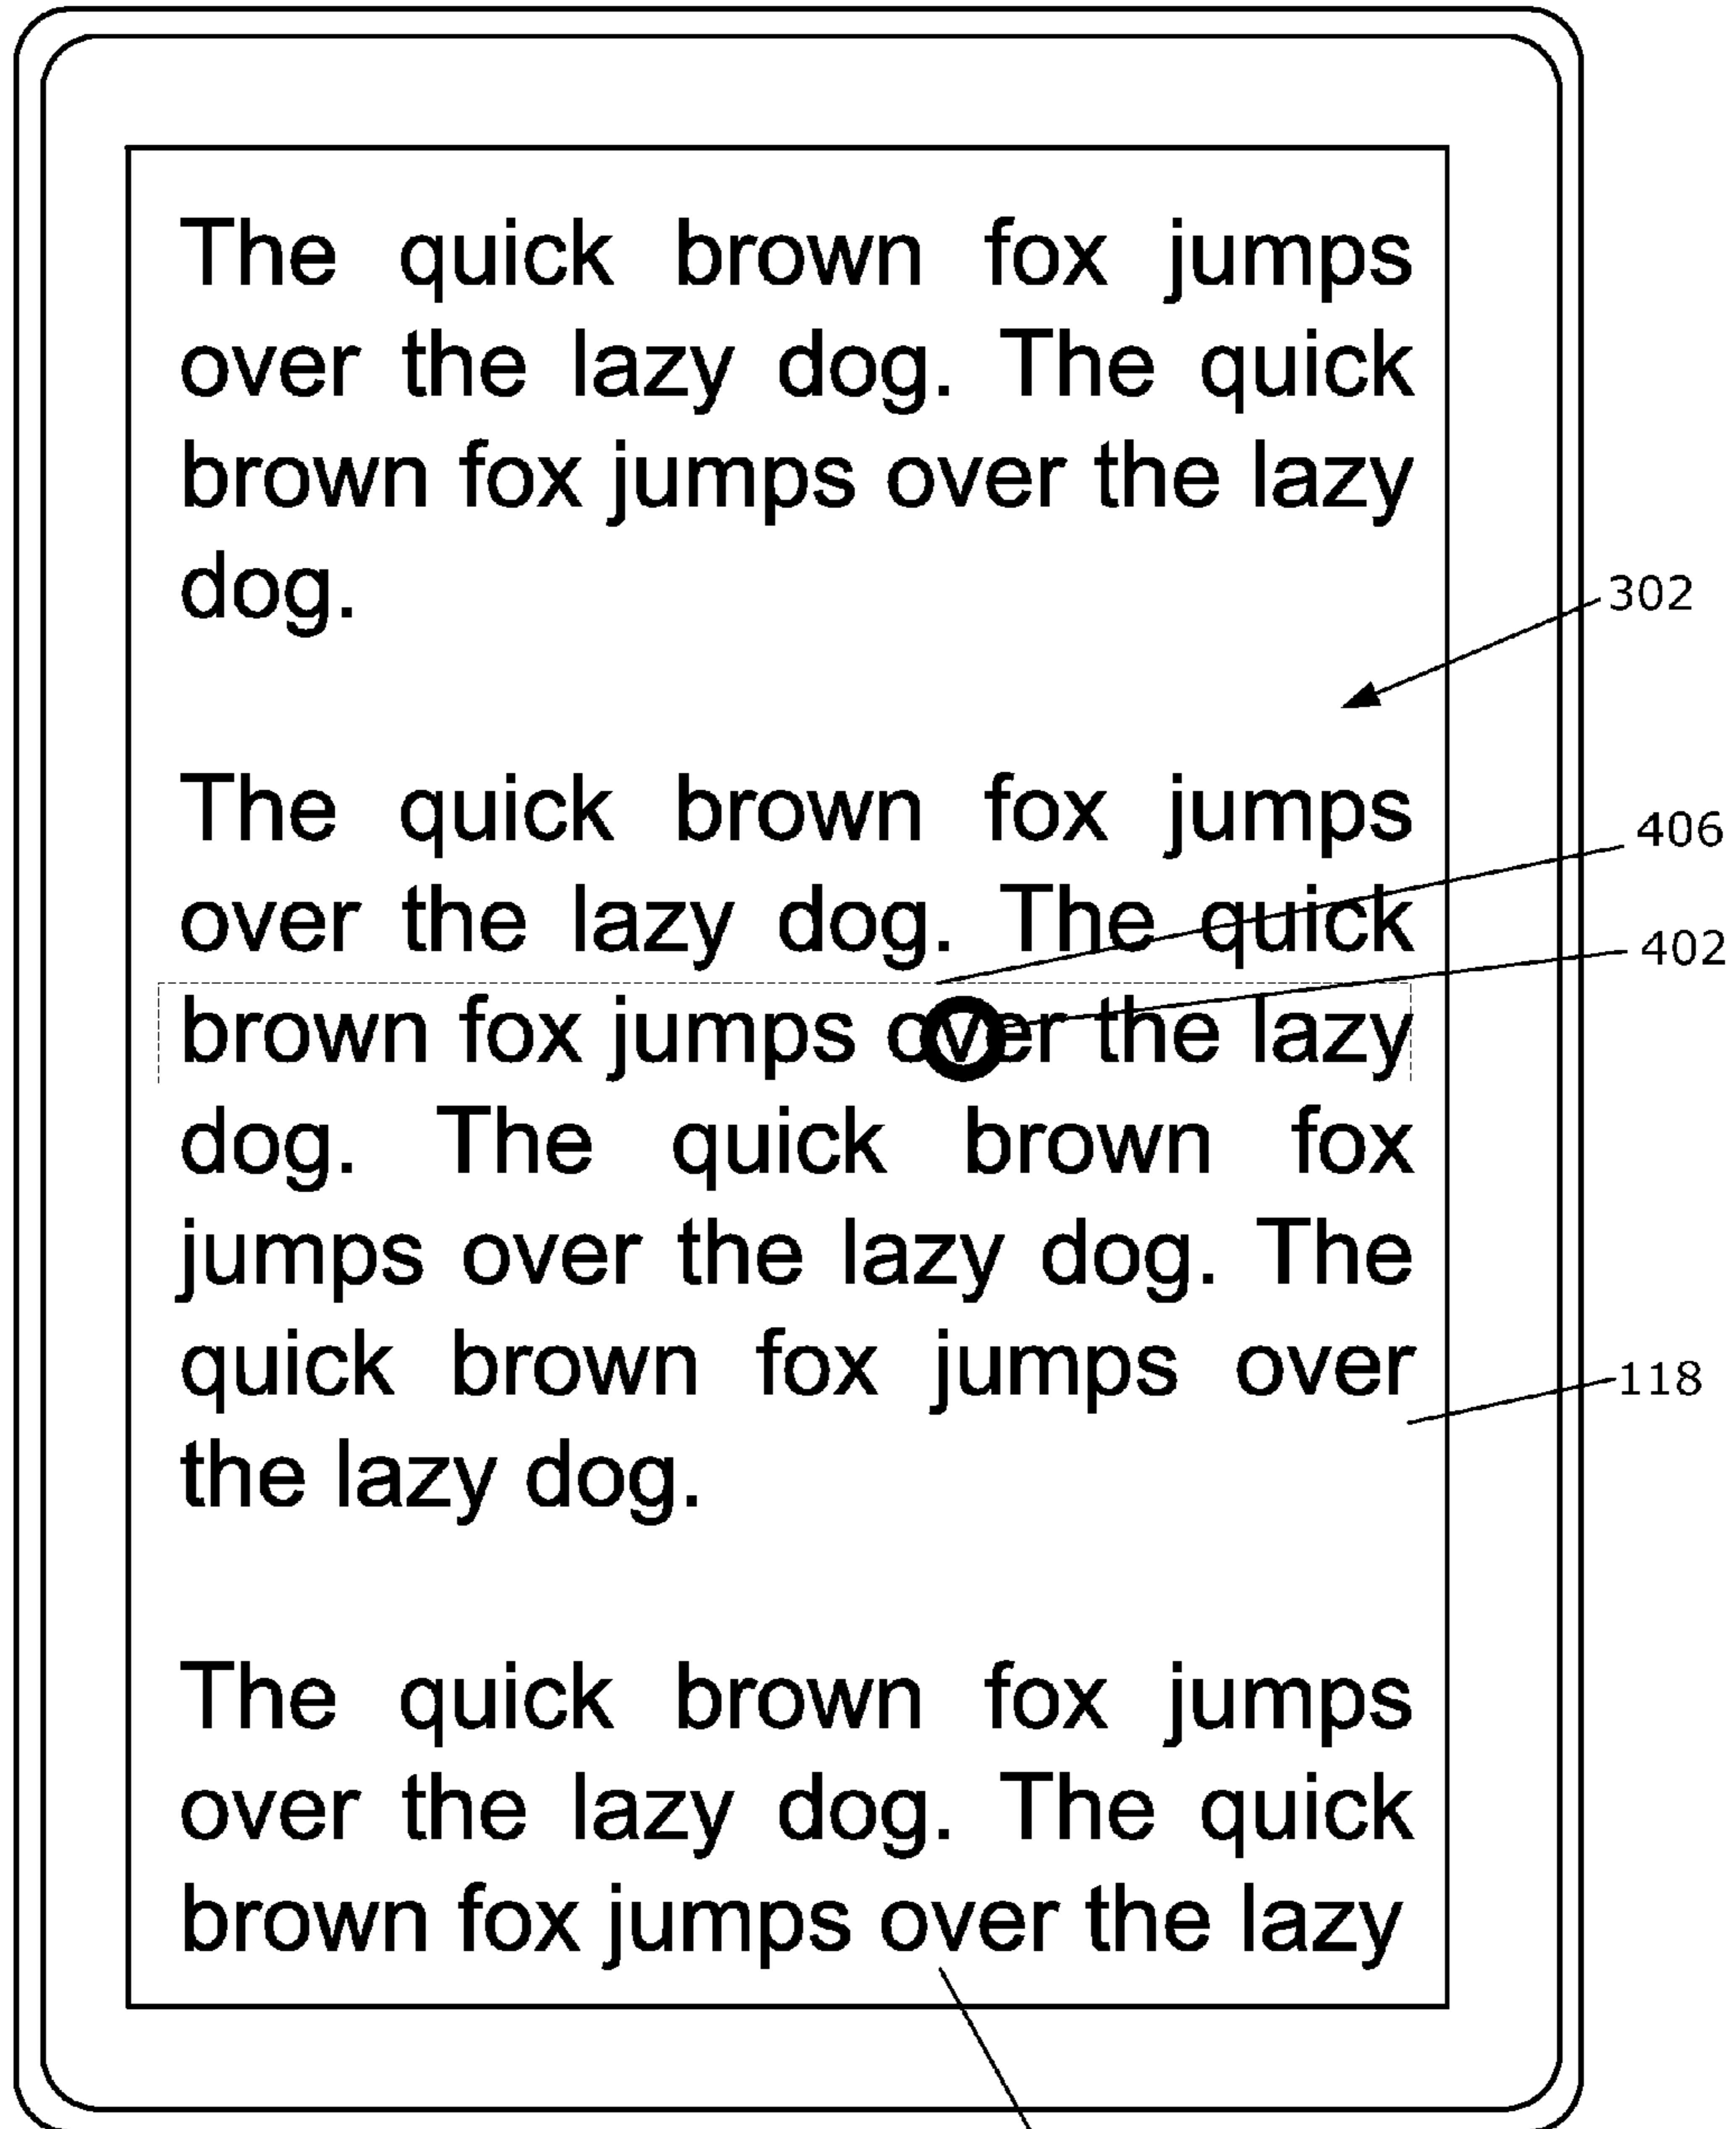 The quick brown fox jumps
over the lazy dog. The quick
brown fox jumps over the lazy
dog.
302
The quick brown fox jumps
406
over the lazy dog. The quick
402
brown fox jumps over the lazy
dog. The quick brown fox
jumps over the lazy dog. The
quick brown fox jumps over
118
the lazy dog.
The quick brown fox jumps
over the lazy dog. The quick
brown fox jumps over the lazy